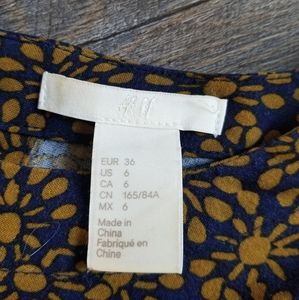 EUR 36
US 6
CA 6
CN 165/84A
MX 6
Made in
China
Fabriqué en
Chine